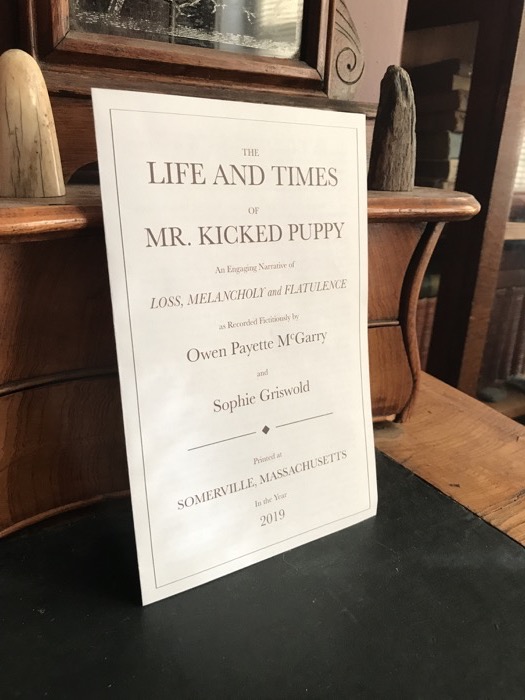 THE
LIFE AND TIMES
OF
MR. KICKED PUPPY
An Engaging Narrative of
LOSS, MELANCHOLY and FLATULENCE
as Recorded Fictitiously by
Owen Payette McGarry
and
Sophie Griswold
Printed at
SOMERVILLE, MASSACHUSETTS
In the Year
2019